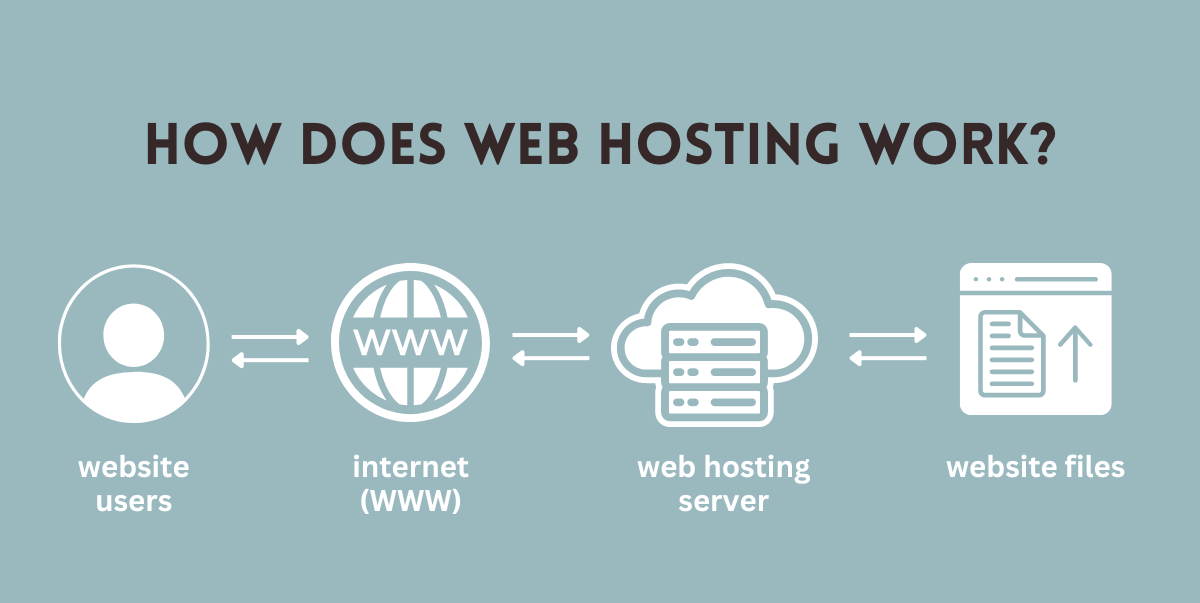 HOW DOES WEB HOSTING WORK?
WWW
website
users
internet
(WWW)
web hosting
server
website files